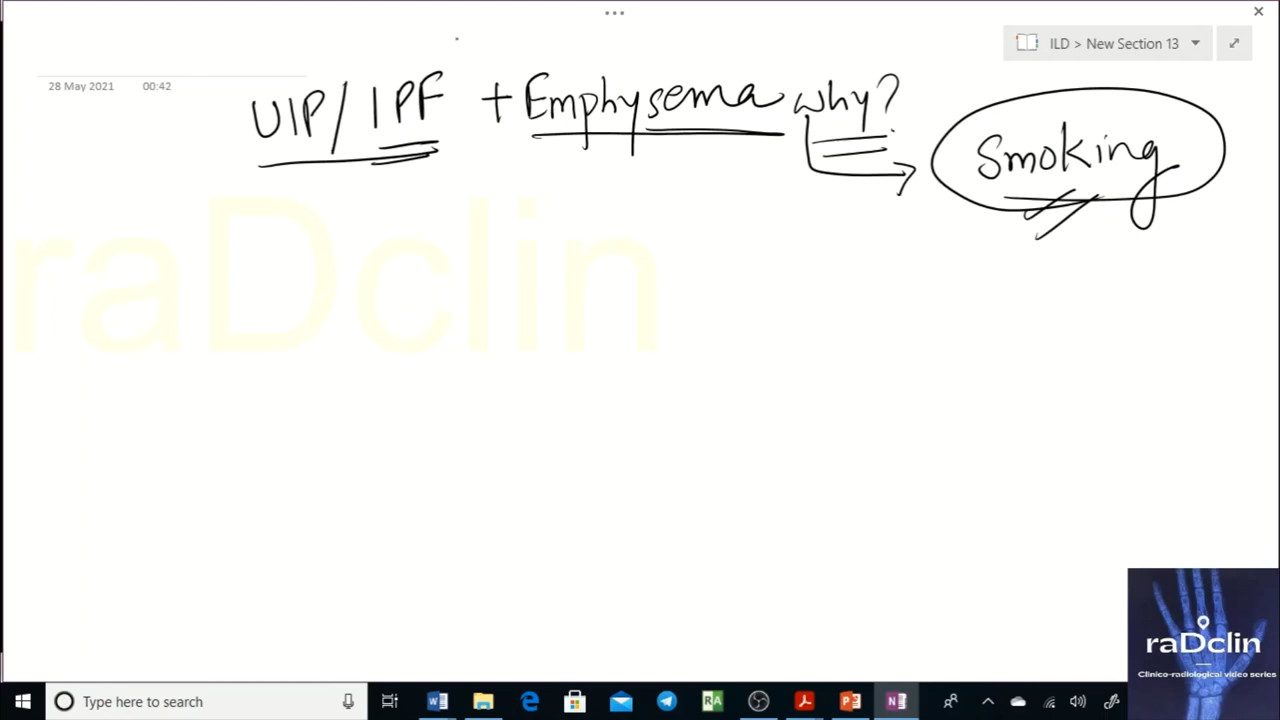 ILD > New Section 13
28 May 2021 00:42
UIP/IPF + Emphysema why?
Smoking
raDclin
raDclin
Clinico-radiological video series
Type here to search